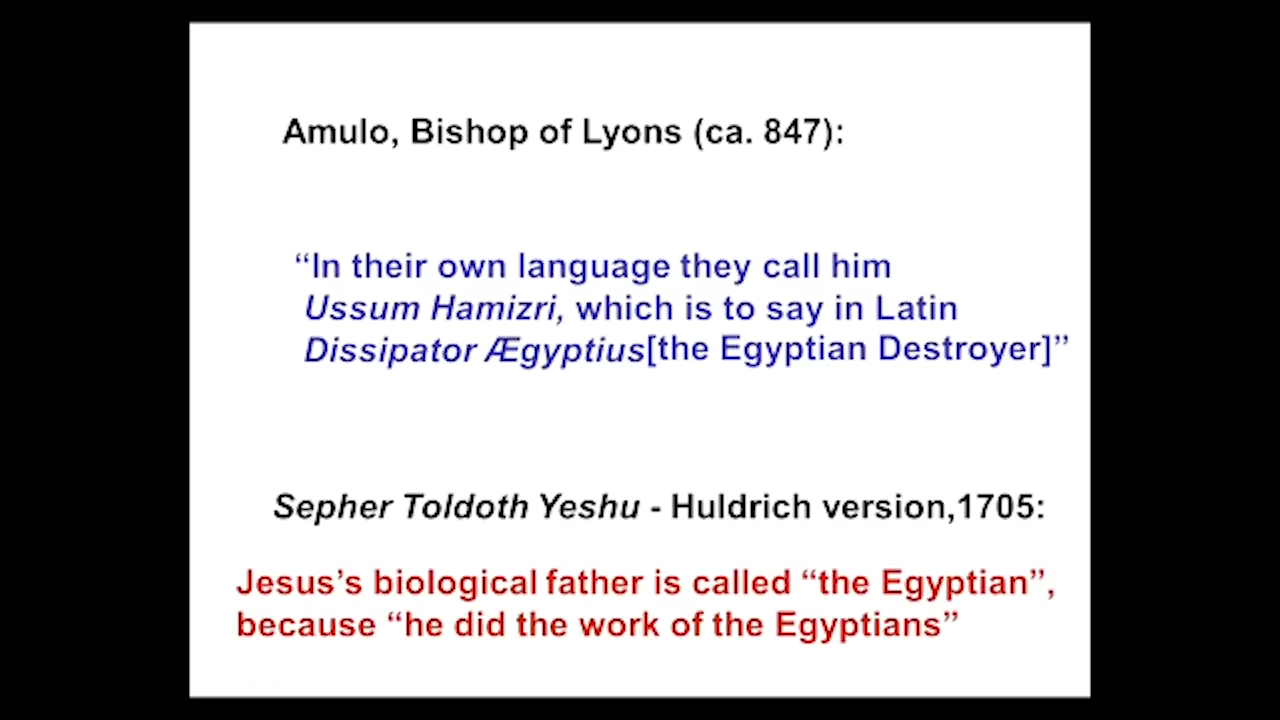 Amulo, Bishop of Lyons (ca. 847):
“In their own language they call him
Ussum Hamizri, which is to say in Latin
Dissipator Ægyptius[the Egyptian Destroyer]”
Sepher Toldoth Yeshu - Huldrich version,1705:
Jesus’s biological father is called “the Egyptian”,
because “he did the work of the Egyptians”